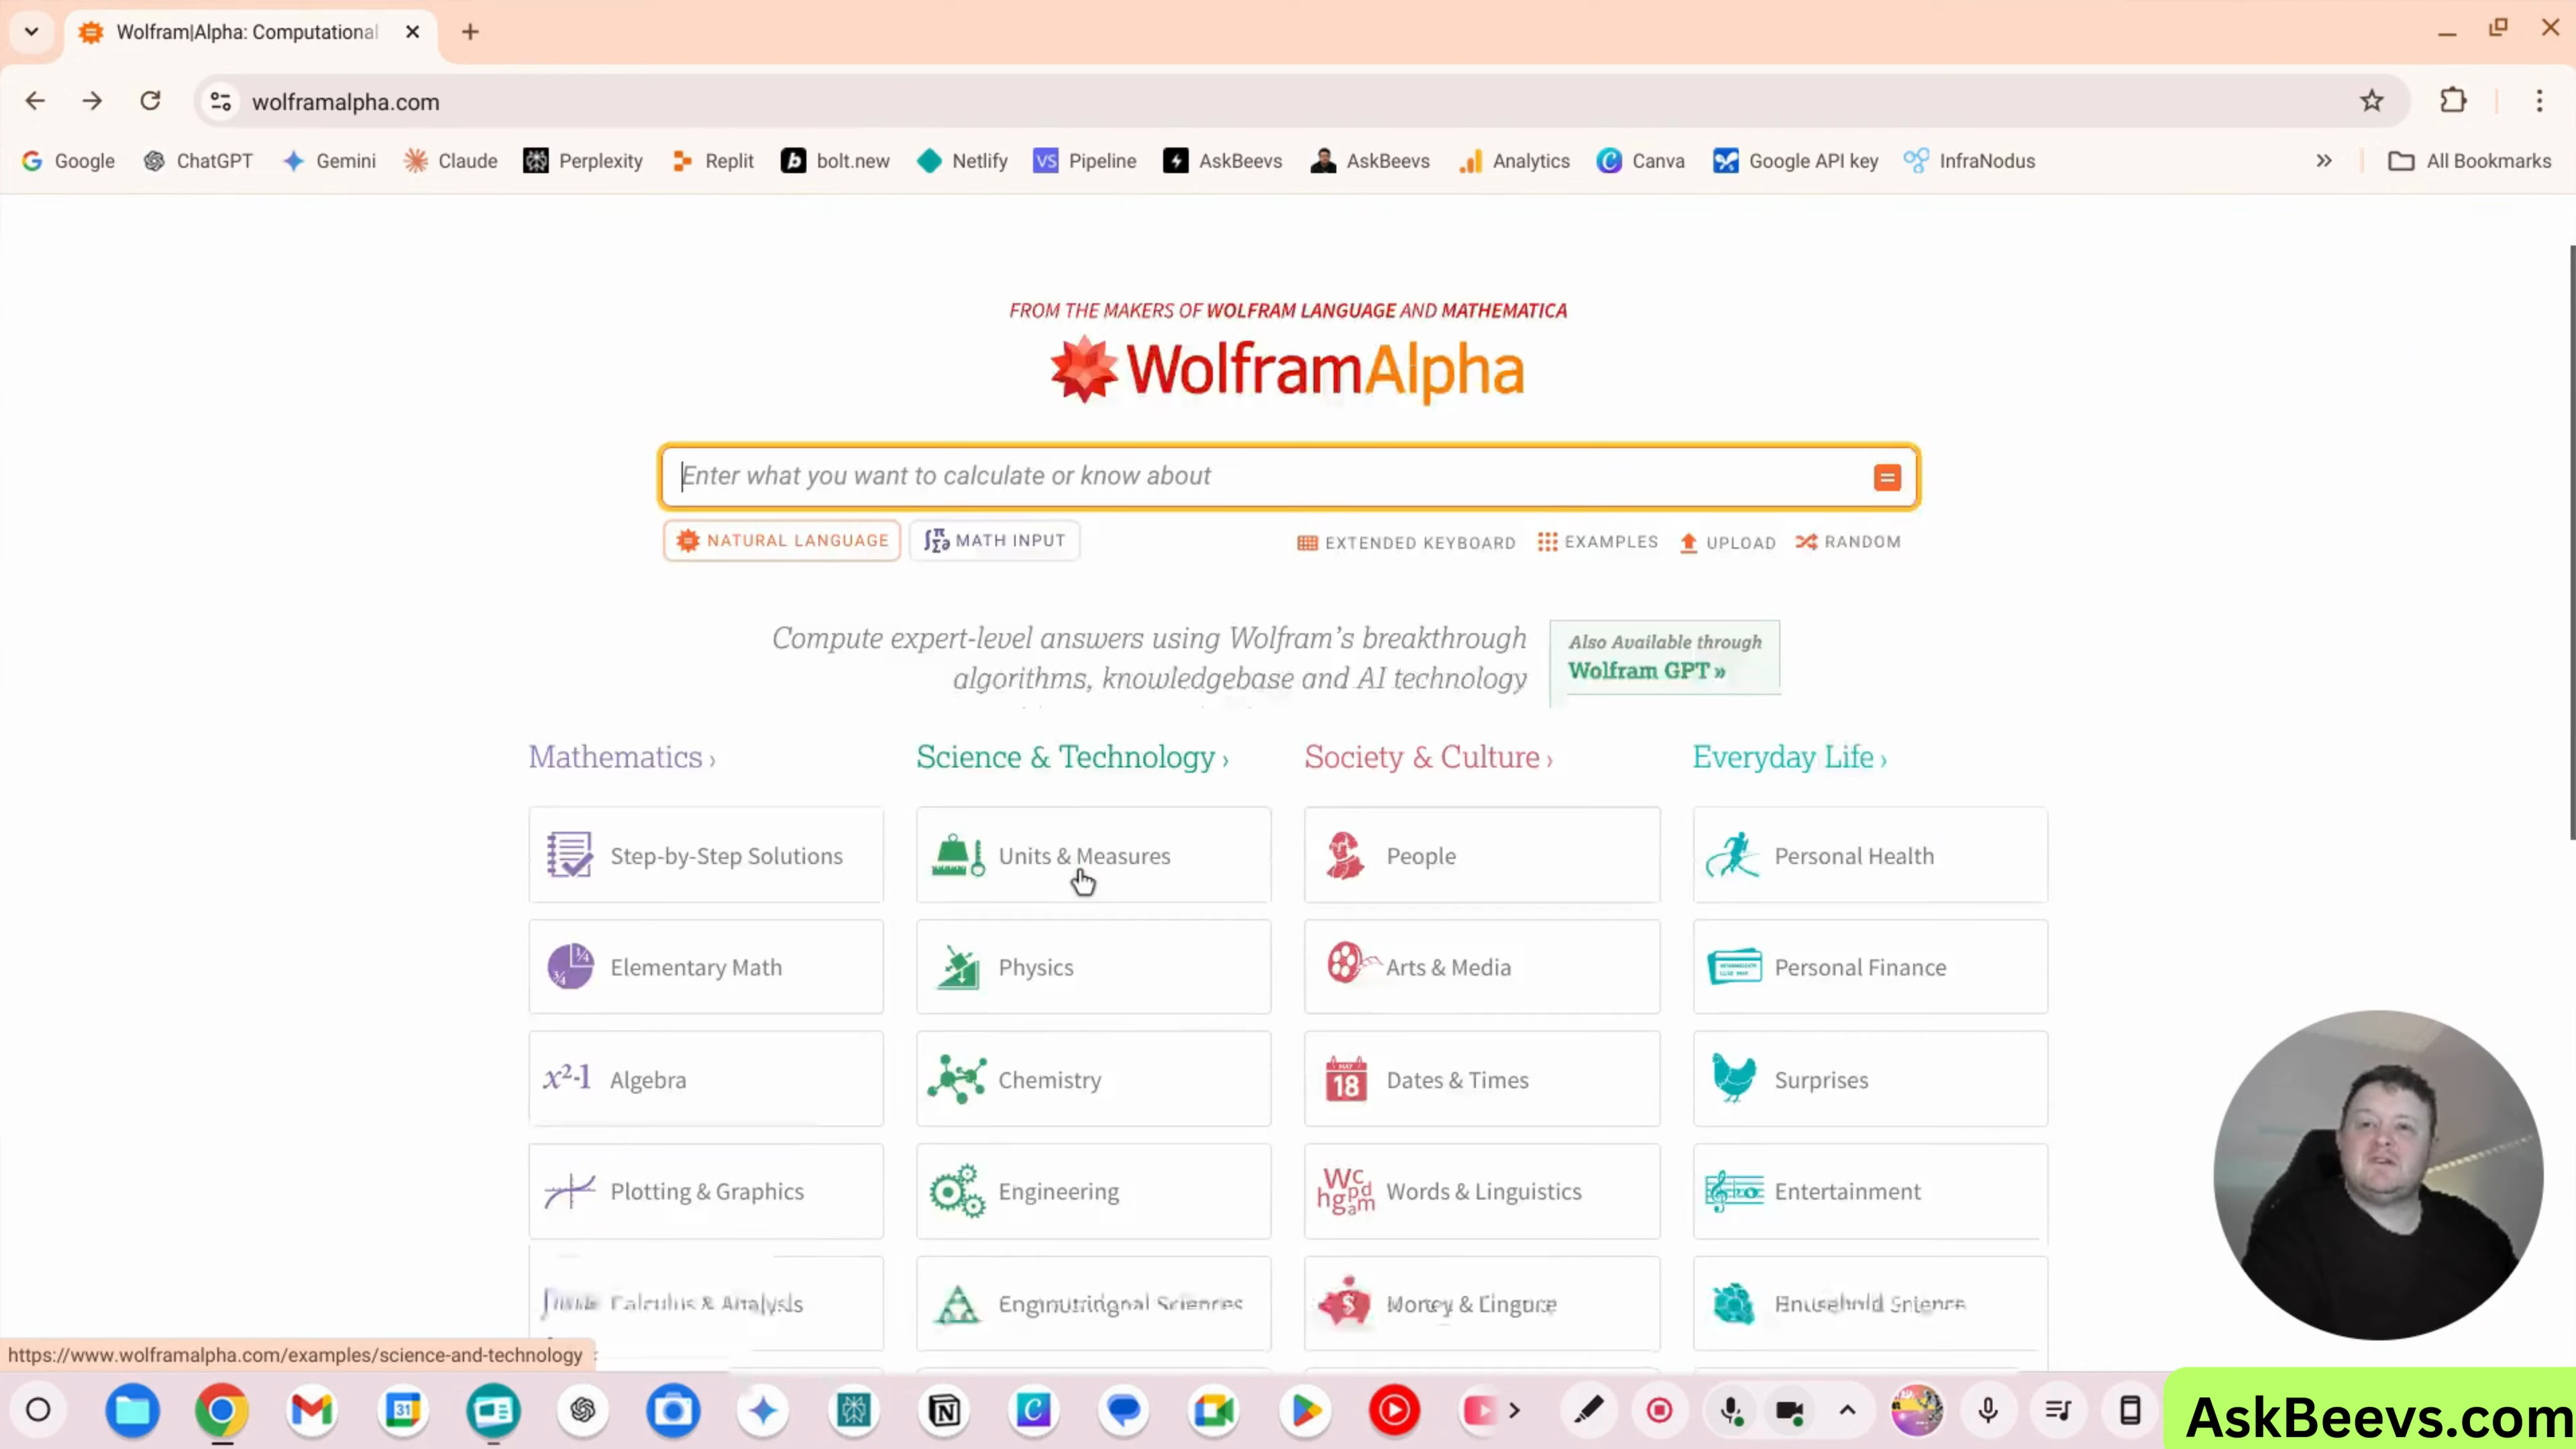 Wolfram|Alpha: Computational
wolframalpha.com
Google ChatGPT Gemini Claude Perplexity Replit bolt.new Netlify VS Pipeline AskBeevs AskBeevs Analytics Canva Google API key InfraNodus » All Bookmarks
FROM THE MAKERS OF WOLFRAM LANGUAGE AND MATHEMATICA
WolframAlpha
Enter what you want to calculate or know about
NATURAL LANGUAGE MATH INPUT EXTENDED KEYBOARD EXAMPLES UPLOAD RANDOM
Compute expert-level answers using Wolfram's breakthrough
algorithms, knowledgebase and AI technology
Also Available through
Wolfram GPT »
Mathematics › Science & Technology › Society & Culture › Everyday Life ›
Step-by-Step Solutions Units & Measures People Personal Health
Elementary Math Physics Arts & Media Personal Finance
x²-1 Algebra Chemistry MAY 18 Dates & Times Surprises
Plotting & Graphics Engineering Words & Linguistics Entertainment
Calculus & Analysis Sciences Money &
https://www.wolframalpha.com/examples/science-and-technology
31
AskBeevs.com